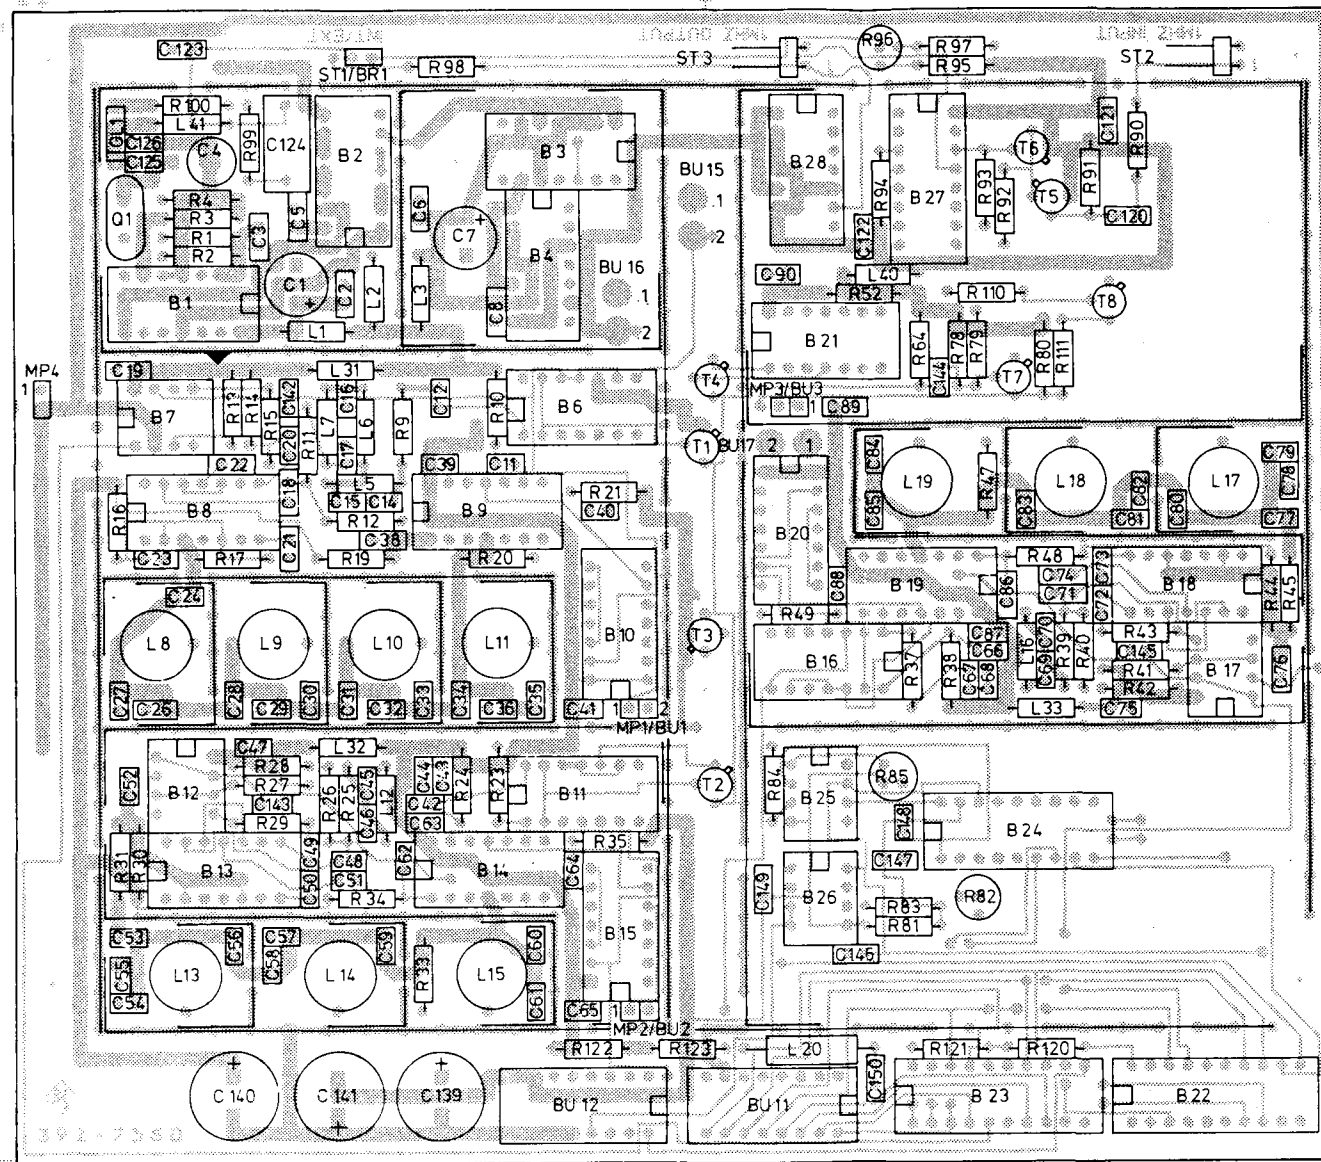 MITEXT 1MHZ OUTPUT 1MHZ INPUT
C123 ST1/BR1 R98 ST3 R96 R97 R95 ST2
R100 L41 C126 C125 C4 R99 C124 B2 B3 BU15 B28 B27 T6 C121 R90
Q1 R4 R3 R1 R2 C3 C5 C6 C7 B4 .1 .2 R94 C122 R93 R92 T5 R91 C120
B1 C1 C2 L2 L3 C8 BU16 .1 .2 C90 L40 R52 R110 T8
L1 B21 R64 C144 R78 R79 R80 R111 T7
MP4 1 C19 L31 T4 MP3/BU3 1 C89
B7 R13 R14 R15 C142 C20 R11 L7 C16 C17 L6 R9 C12 R10 B6 T1 BU17 2 1
C22 C39 C11 C84 C85 L19 R47 L18 C83 C82 C81 C80 L17 C79 C78 C77
R16 B8 C18 C21 L5 C15 C14 R12 C38 B9 R21 C40 B20
C23 R17 R19 R20 C88 B19 C86 R48 C74 C71 C73 C72 B18 R44 R45
C24 L8 L9 L10 L11 B10 T3 R49 B16 R37 R38 C87 C66 C67 C68 L16 C70 C69 R39 R40 R43 C145 R41 R42 B17 C76
C27 C26 C28 C29 C30 C31 C32 C33 C34 C36 C35 C41 1 2 L33 C75
MP1/BU1
C52 B12 C47 R28 R27 C143 R29 L32 R26 R25 C45 C46 L12 C44 C43 C42 C63 R24 R23 B11 T2 R84 B25 R85 C148 B24
R31 R30 B13 C49 C50 C48 C51 R34 C62 B14 C64 R35 C149 B26 C147 R83 R81 R82
C53 C55 C54 L13 C56 C57 C58 L14 C59 R33 L15 C60 C61 B15 C146
C65 1 MP2/BU2
R122 R123 L20 C150 R121 R120
C140 C141 C139 BU12 BU11 B23 B22
392-7360